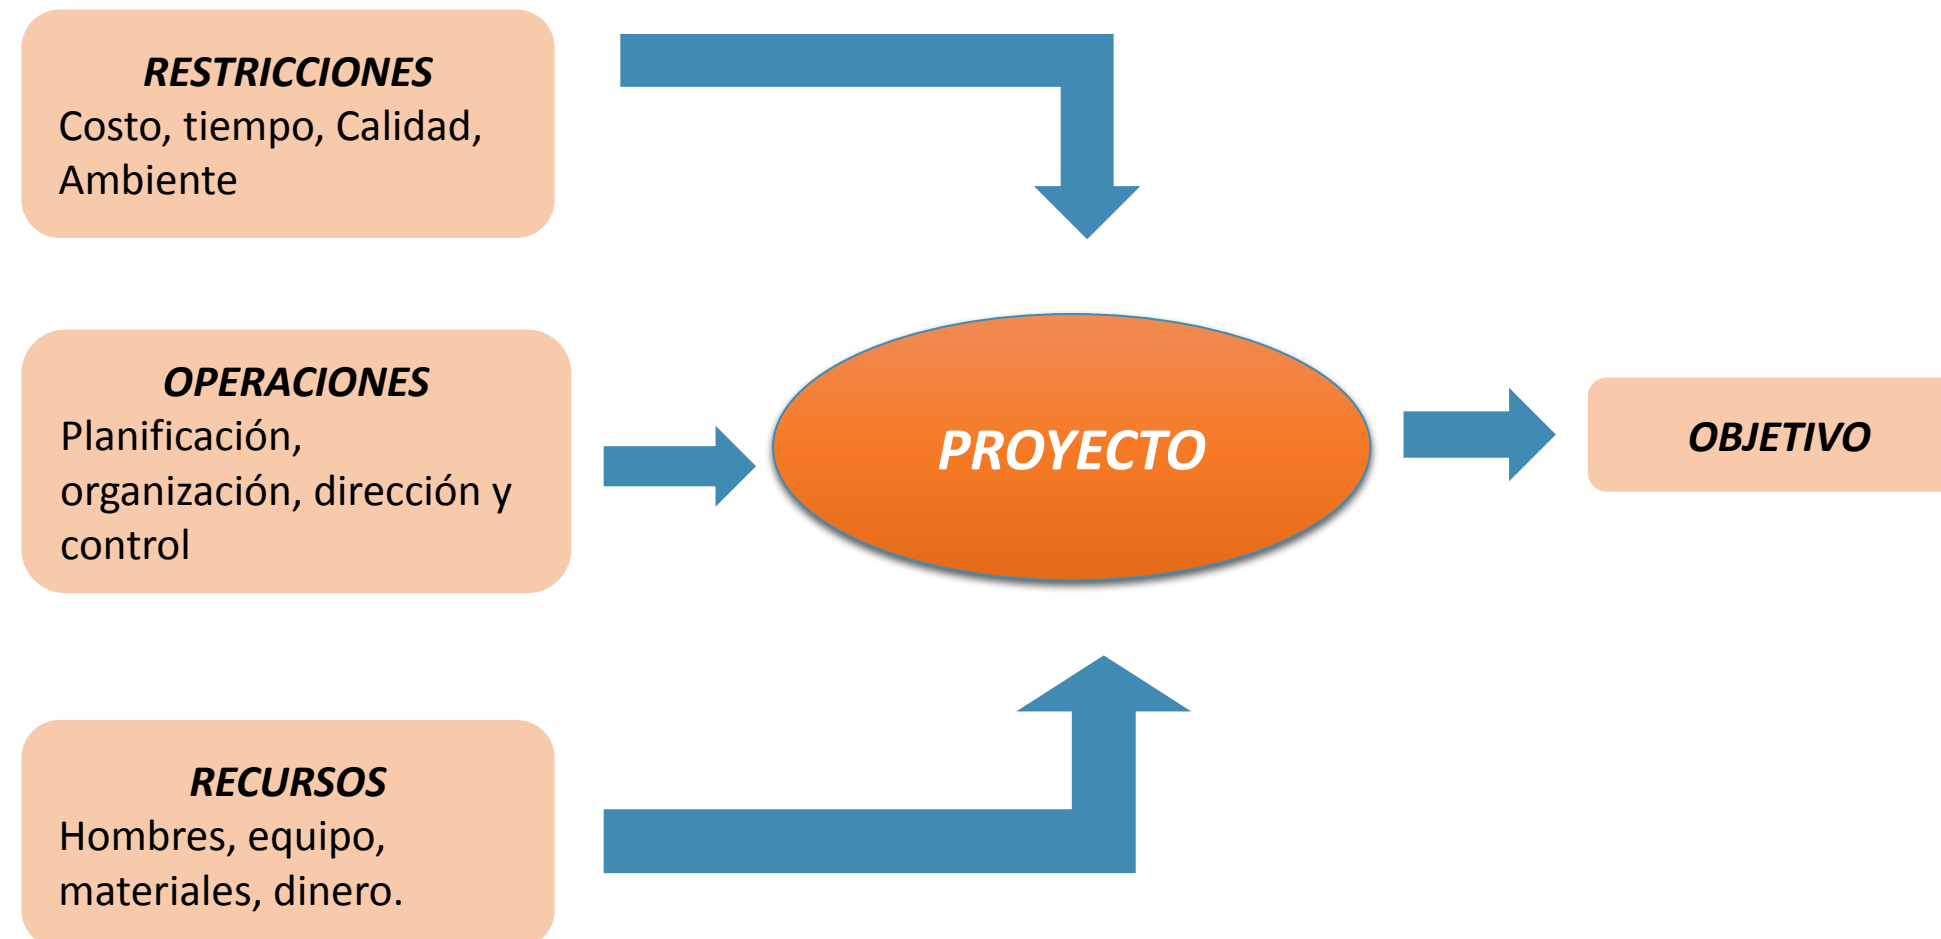 RESTRICCIONES
Costo, tiempo, Calidad,
Ambiente
OPERACIONES
Planificación,
organización, dirección y
control
PROYECTO
OBJETIVO
RECURSOS
Hombres, equipo,
materiales, dinero.